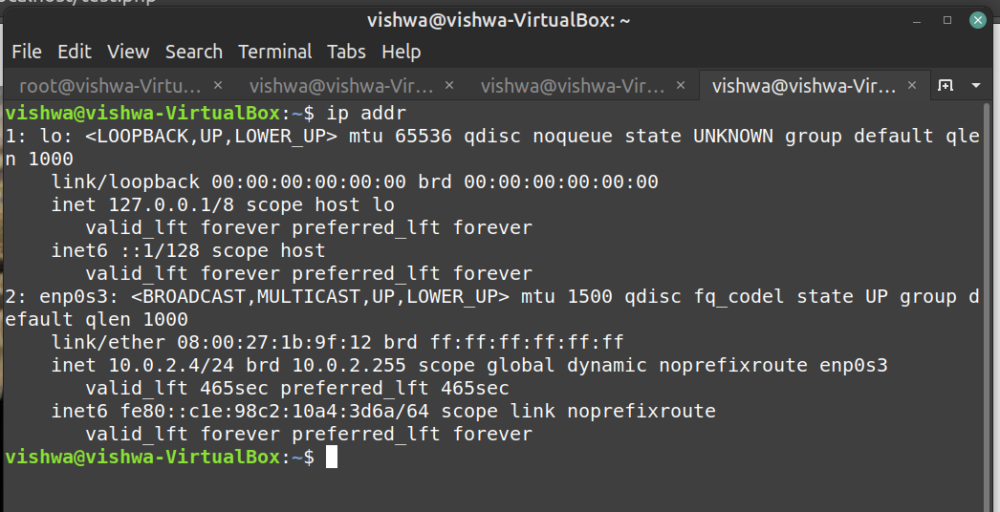 vishwa@vishwa-VirtualBox: ~
File Edit View Search Terminal Tabs Help
root@vishwa-Virtu... × vishwa@vishwa-Vir... × vishwa@vishwa-Vir... × vishwa@vishwa-Vir... ×
vishwa@vishwa-VirtualBox:~$ ip addr
1: lo: <LOOPBACK,UP,LOWER_UP> mtu 65536 qdisc noqueue state UNKNOWN group default qle
n 1000
    link/loopback 00:00:00:00:00:00 brd 00:00:00:00:00:00
    inet 127.0.0.1/8 scope host lo
       valid_lft forever preferred_lft forever
    inet6 ::1/128 scope host
       valid_lft forever preferred_lft forever
2: enp0s3: <BROADCAST,MULTICAST,UP,LOWER_UP> mtu 1500 qdisc fq_codel state UP group d
efault qlen 1000
    link/ether 08:00:27:1b:9f:12 brd ff:ff:ff:ff:ff:ff
    inet 10.0.2.4/24 brd 10.0.2.255 scope global dynamic noprefixroute enp0s3
       valid_lft 465sec preferred_lft 465sec
    inet6 fe80::c1e:98c2:10a4:3d6a/64 scope link noprefixroute
       valid_lft forever preferred_lft forever
vishwa@vishwa-VirtualBox:~$